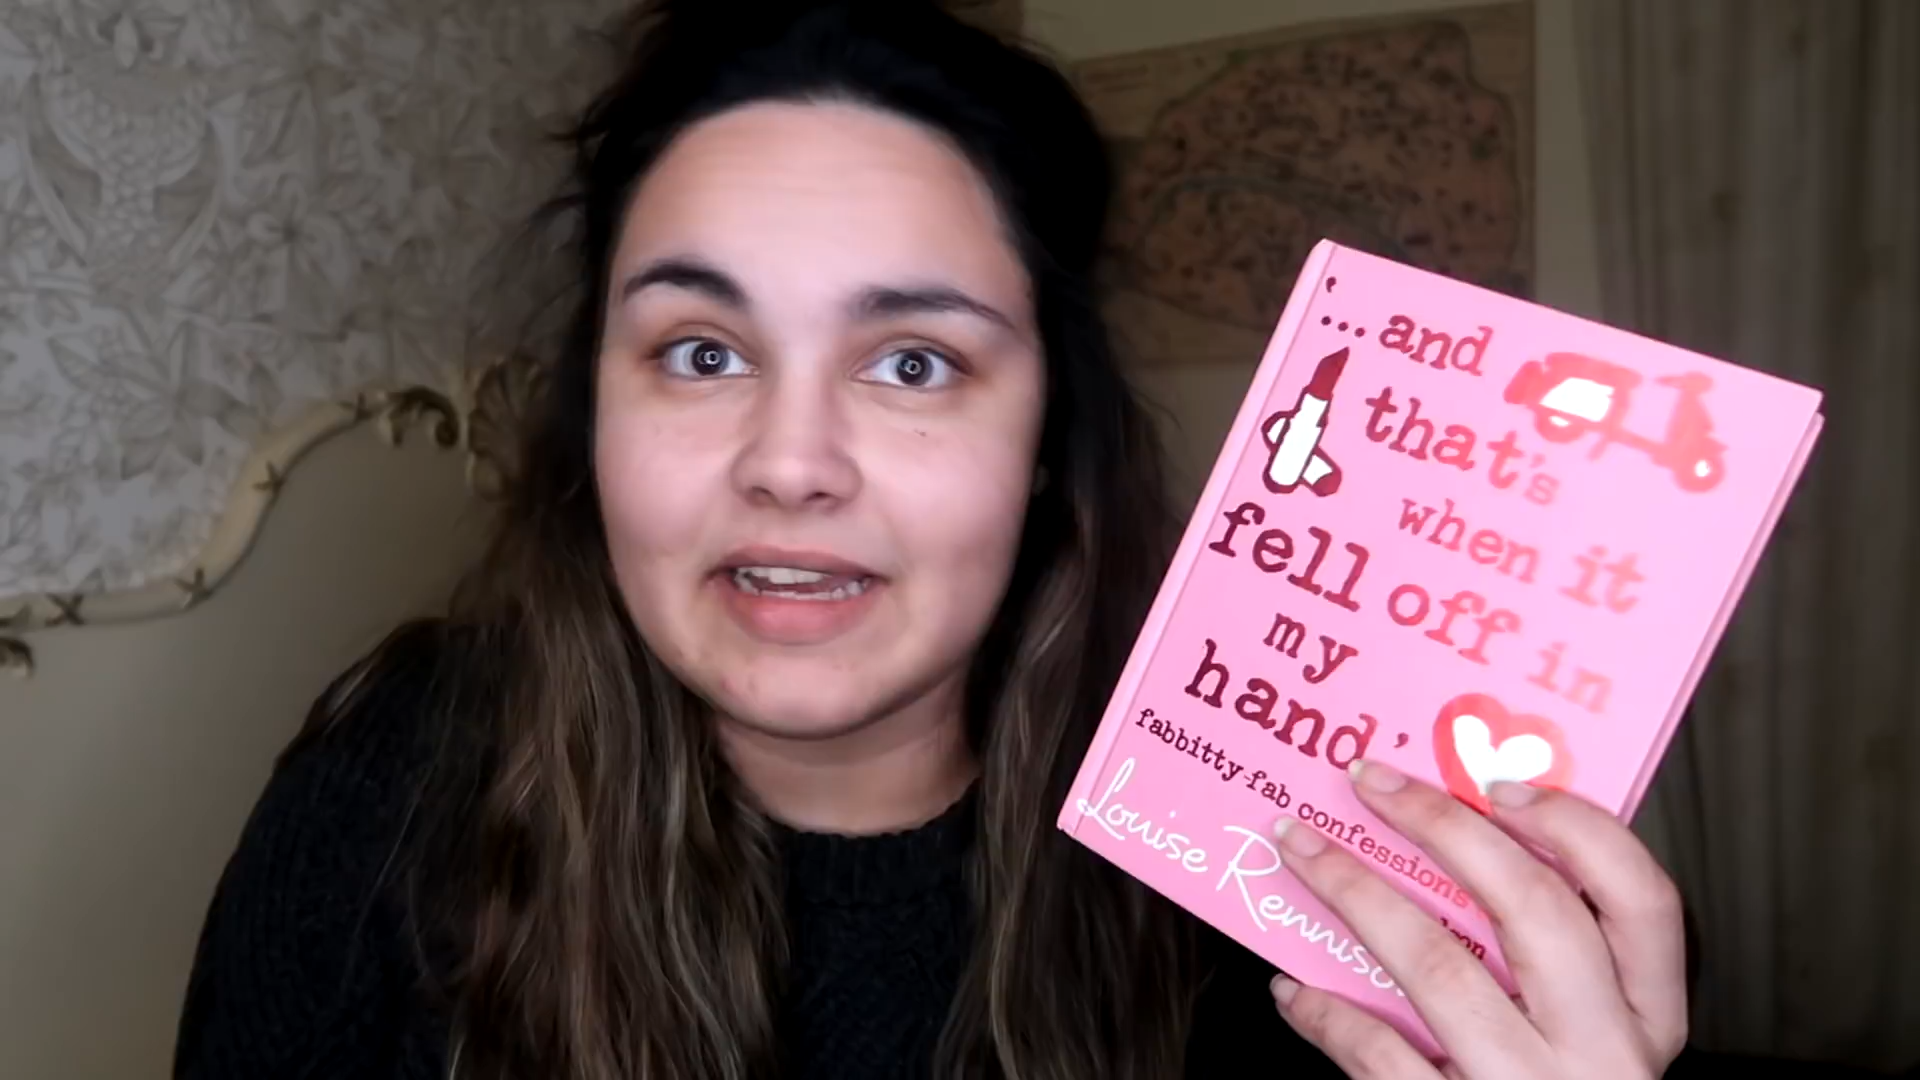 ‘
...and
that's
when it
fell off in
my
hand’
fabbitty-fab confessions
Louise Renniso